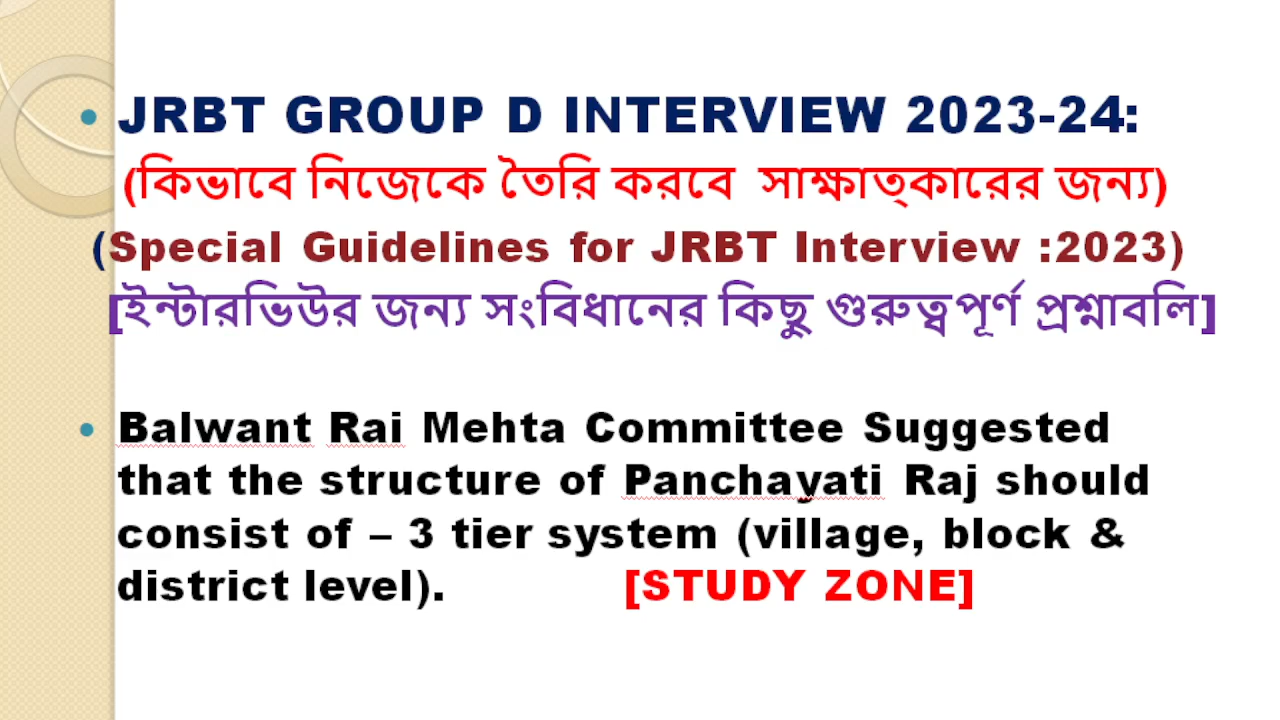 JRBT GROUP D INTERVIEW 2023-24:
(কিভাবে নিজেকে তৈরি করবে সাক্ষাত্কারের জন্য)
(Special Guidelines for JRBT Interview :2023)
[ইন্টারভিউর জন্য সংবিধানের কিছু গুরুত্বপূর্ণ প্রশ্নাবলি]
Balwant Rai Mehta Committee Suggested
that the structure of Panchayati Raj should
consist of – 3 tier system (village, block &
district level). [STUDY ZONE]